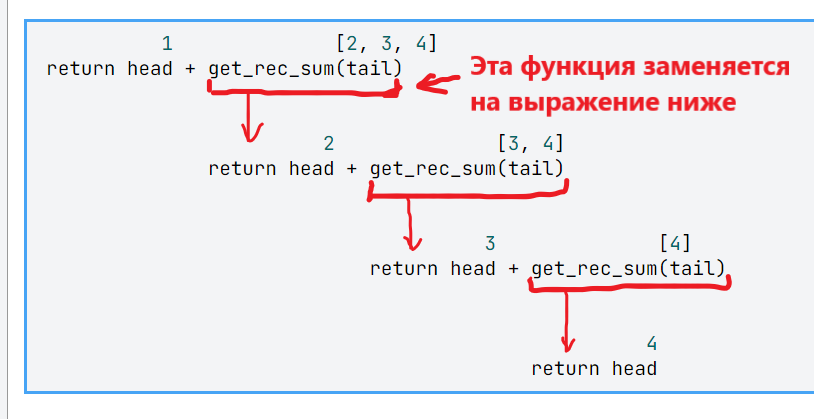 1 [2, 3, 4]
return head + get_rec_sum(tail)
Эта функция заменяется
на выражение ниже
2 [3, 4]
return head + get_rec_sum(tail)
3 [4]
return head + get_rec_sum(tail)
4
return head